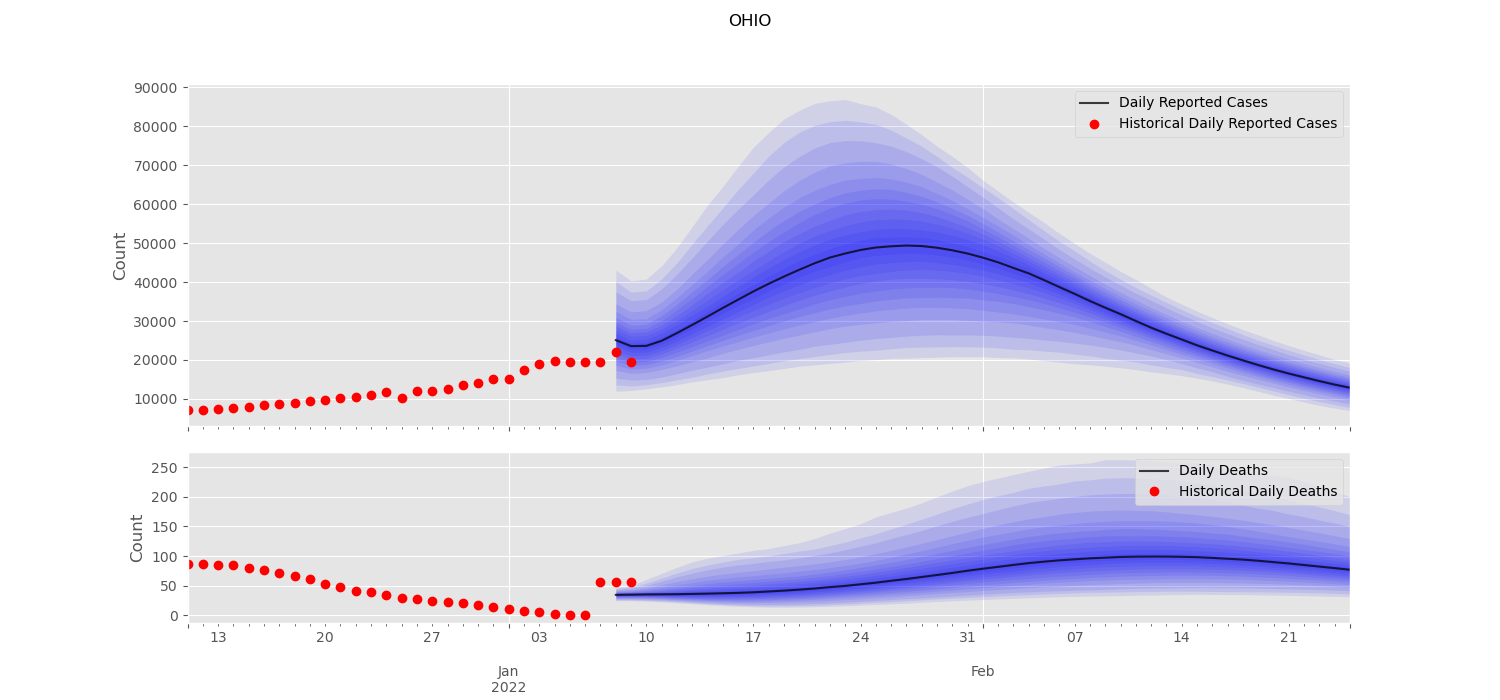 OHIO
90000
80000
70000
60000
50000
40000
30000
20000
10000
Count
Daily Reported Cases
Historical Daily Reported Cases
250
200
150
100
50
0
Count
Daily Deaths
Historical Daily Deaths
13 20 27 03 10 17 24 31 07 14 21
Jan Feb
2022